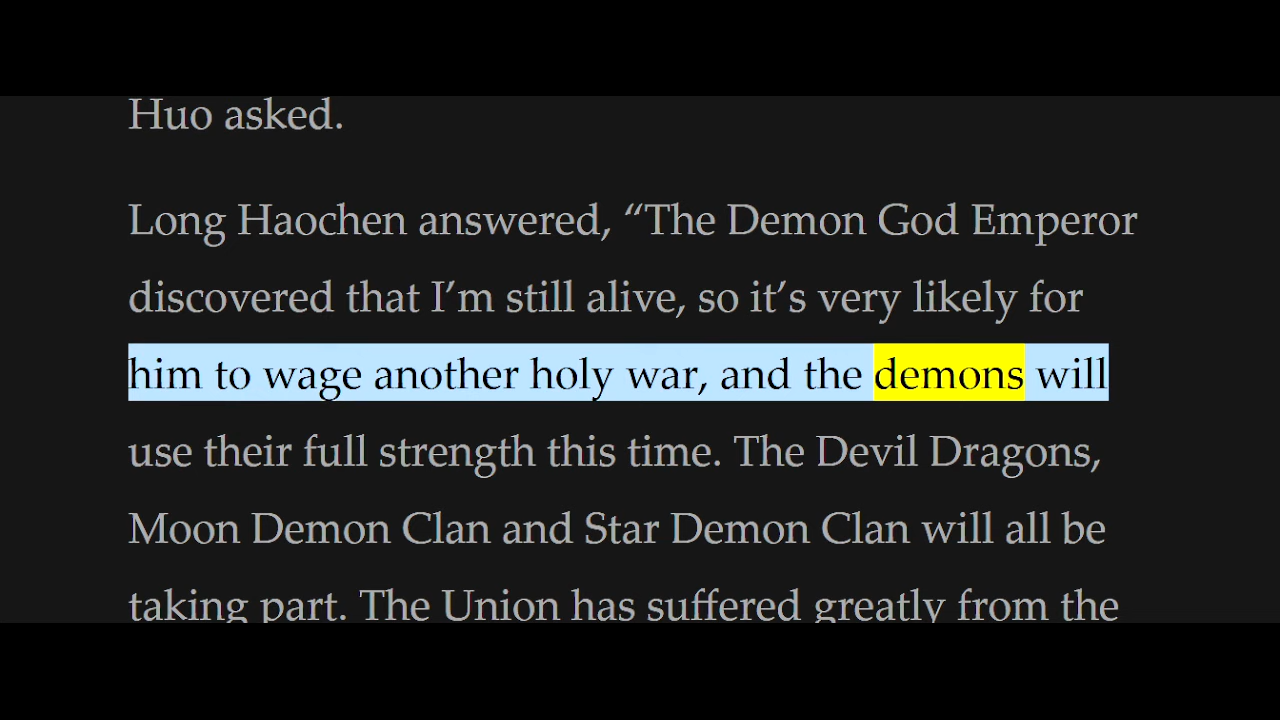 Huo asked.
Long Haochen answered, “The Demon God Emperor
discovered that I’m still alive, so it’s very likely for
him to wage another holy war, and the demons will
use their full strength this time. The Devil Dragons,
Moon Demon Clan and Star Demon Clan will all be
taking part. The Union has suffered greatly from the